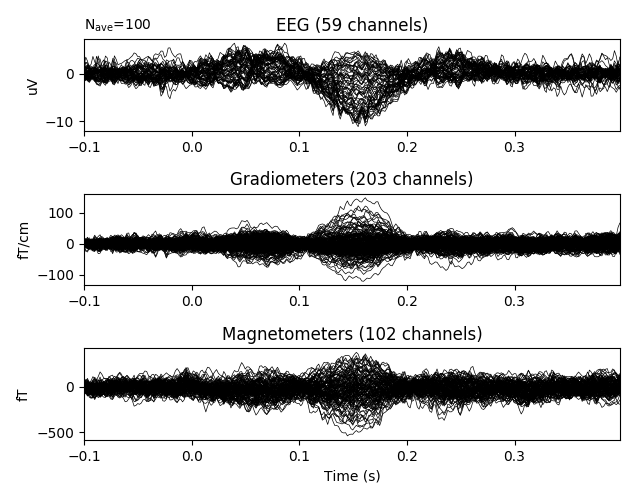 N_ave=100
EEG (59 channels)
uV
0
−10
−0.1 0.0 0.1 0.2 0.3
Gradiometers (203 channels)
fT/cm
100
0
−100
−0.1 0.0 0.1 0.2 0.3
Magnetometers (102 channels)
fT
0
−500
−0.1 0.0 0.1 0.2 0.3
Time (s)